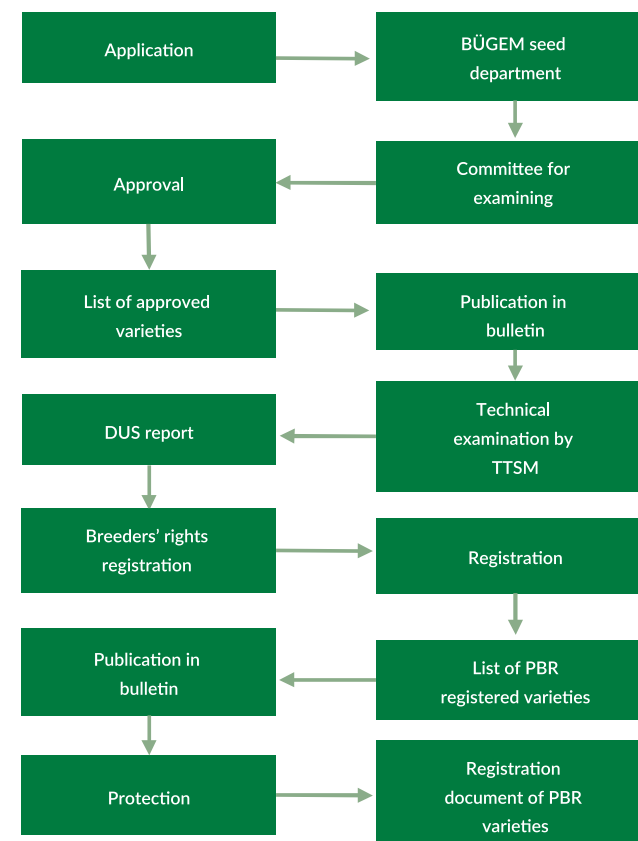 Application
BÜGEM seed
department
Committee for
examining
Approval
List of approved
varieties
Publication in
bulletin
Technical
examination by
TTSM
DUS report
Breeders’ rights
registration
Registration
List of PBR
registered varieties
Publication in
bulletin
Protection
Registration
document of PBR
varieties